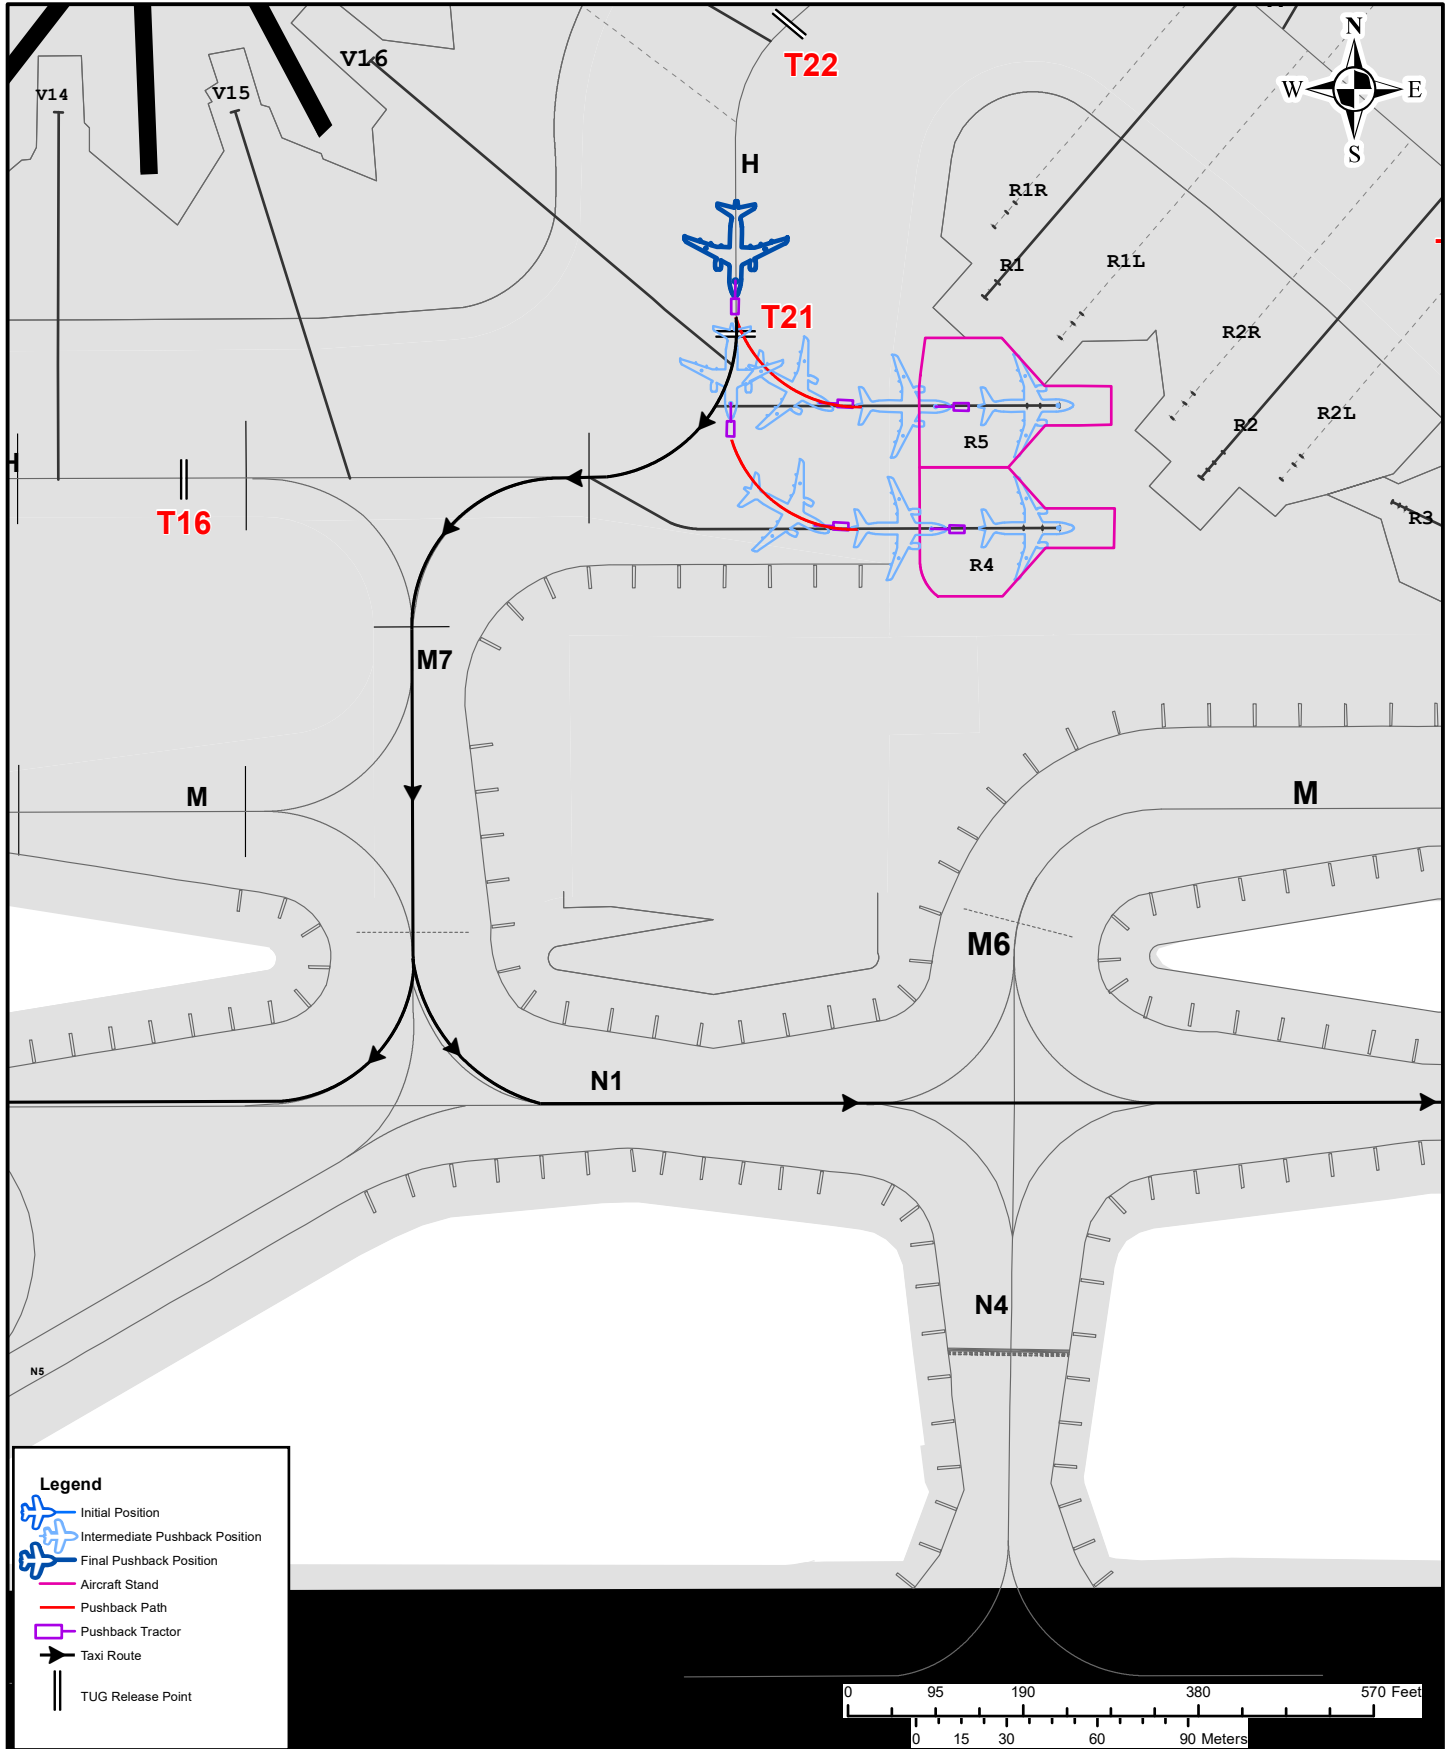 N
W E
S
V16
T22
V14
V15
H
R1R
R1
R1L
T21
R2R
R2L
R2
R5
H
T16
R3
R4
M7
M
M
M6
N1
N4
N5
Legend
Initial Position
Intermediate Pushback Position
Final Pushback Position
Aircraft Stand
Pushback Path
Pushback Tractor
Taxi Route
TUG Release Point
0 95 190 380 570 Feet
0 15 30 60 90 Meters